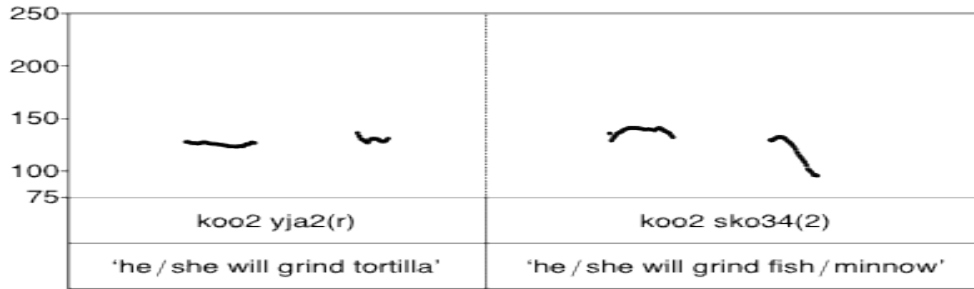 250
200
150
100
75
koo2 yja2(r) koo2 sko34(2)
'he/she will grind tortilla' 'he/she will grind fish/minnow'